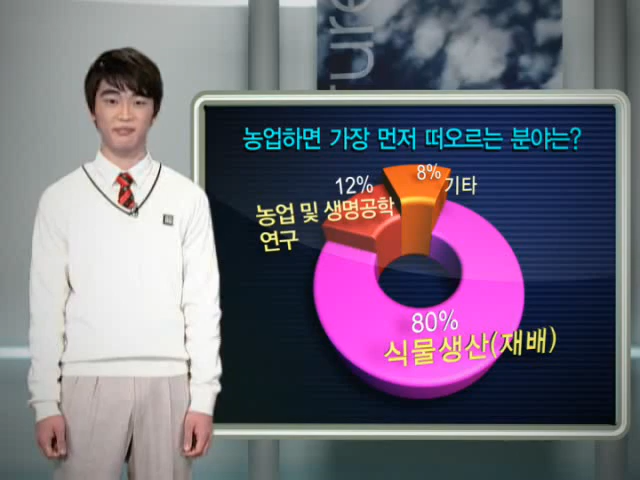 ture
농업하면 가장 먼저 떠오르는 분야는?
8% 기타
12%
농업 및 생명공학
연구
80%
식물생산(재배)